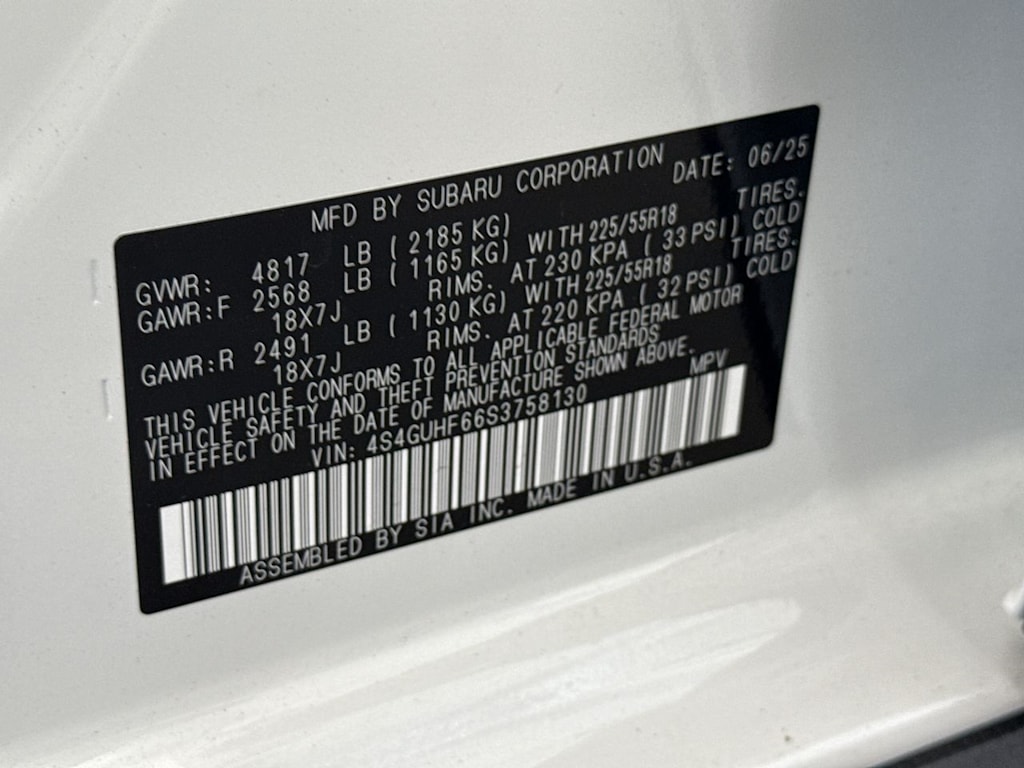 MFD BY SUBARU CORPORATION DATE: 06/25
GVWR: 4817 LB ( 2185 KG)
GAWR:F 2568 LB ( 1165 KG) WITH 225/55R18 TIRES.
18X7J RIMS. AT 230 KPA ( 33 PSI) COLD
GAWR:R 2491 LB ( 1130 KG) WITH 225/55R18 TIRES.
18X7J RIMS. AT 220 KPA ( 32 PSI) COLD
THIS VEHICLE CONFORMS TO ALL APPLICABLE FEDERAL MOTOR
VEHICLE SAFETY AND THEFT PREVENTION STANDARDS
IN EFFECT ON THE DATE OF MANUFACTURE SHOWN ABOVE.
VIN: 4S4GUHF66S3758130 MPV
ASSEMBLED BY SIA INC. MADE IN U.S.A.